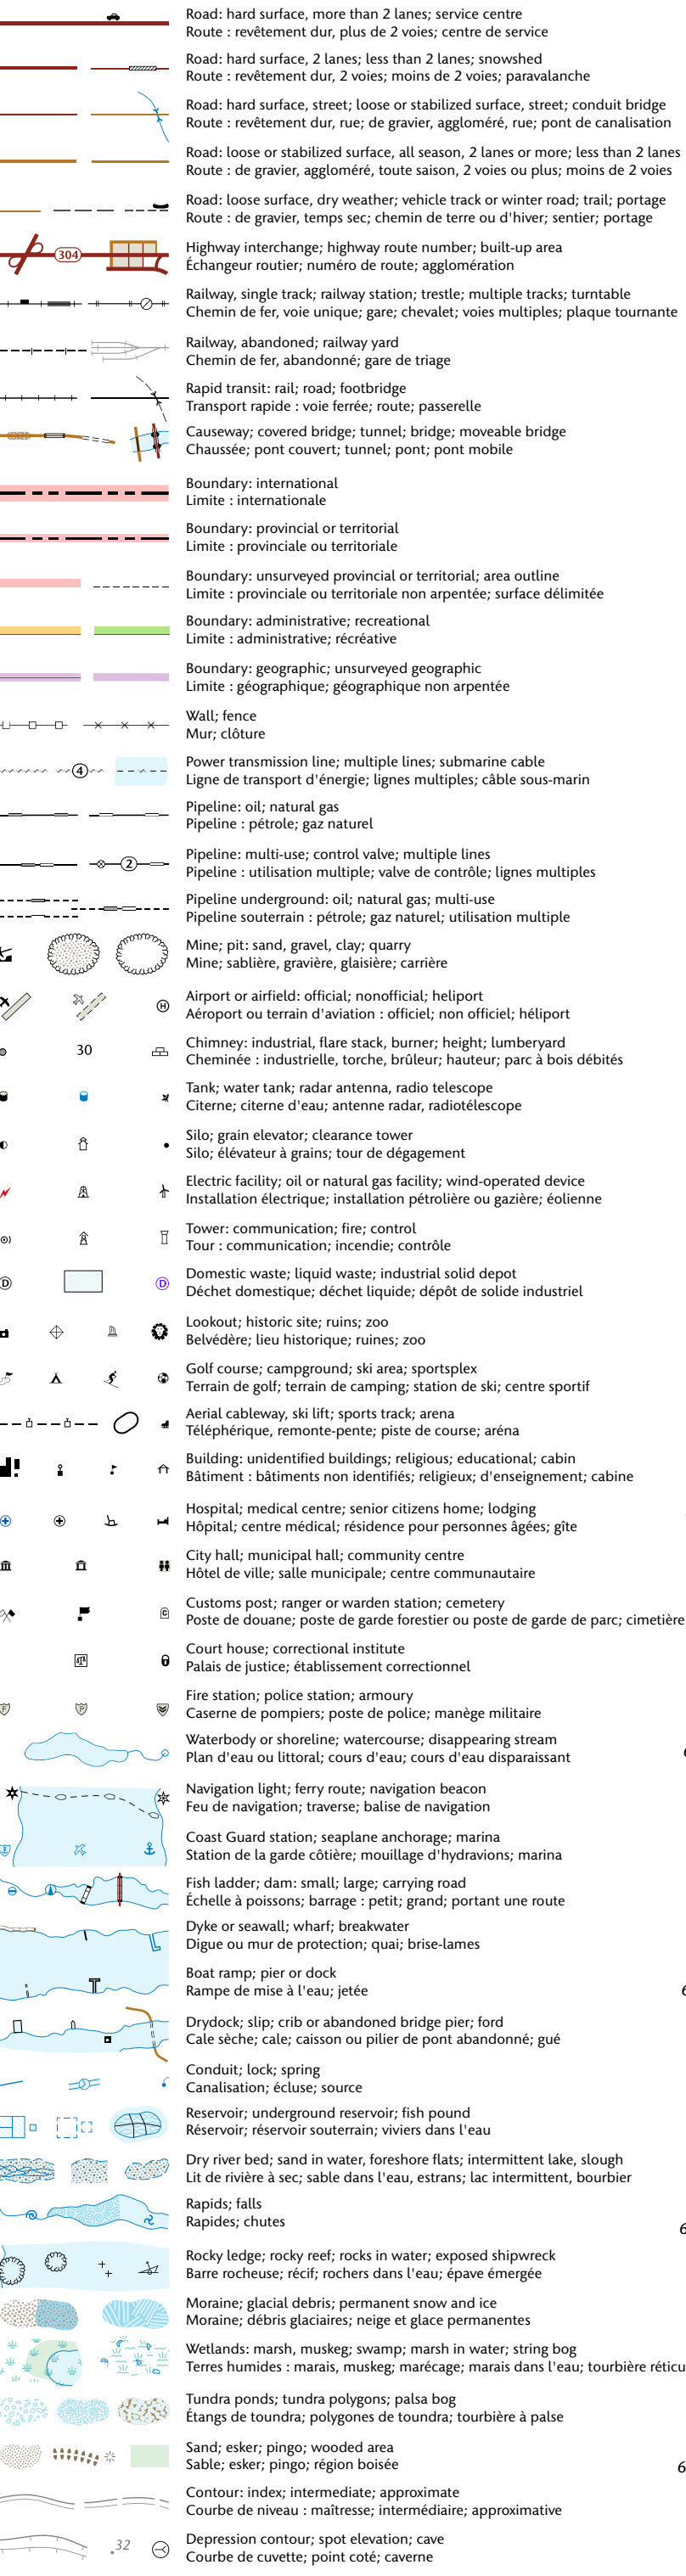 Road: hard surface, more than 2 lanes; service centre
Route : revêtement dur, plus de 2 voies; centre de service
Road: hard surface, 2 lanes; less than 2 lanes; snowshed
Route : revêtement dur, 2 voies; moins de 2 voies; paravalanche
Road: hard surface, street; loose or stabilized surface, street; conduit bridge
Route : revêtement dur, rue; de gravier, aggloméré, rue; pont de canalisation
Road: loose or stabilized surface, all season, 2 lanes or more; less than 2 lanes
Route : de gravier, aggloméré, toute saison, 2 voies ou plus; moins de 2 voies
Road: loose surface, dry weather; vehicle track or winter road; trail; portage
Route : de gravier, temps sec; chemin de terre ou d'hiver; sentier; portage
304
Highway interchange; highway route number; built-up area
Échangeur routier; numéro de route; agglomération
Railway, single track; railway station; trestle; multiple tracks; turntable
Chemin de fer, voie unique; gare; chevalet; voies multiples; plaque tournante
Railway, abandoned; railway yard
Chemin de fer, abandonné; gare de triage
Rapid transit: rail; road; footbridge
Transport rapide : voie ferrée; route; passerelle
Causeway; covered bridge; tunnel; bridge; moveable bridge
Chaussée; pont couvert; tunnel; pont; pont mobile
Boundary: international
Limite : internationale
Boundary: provincial or territorial
Limite : provinciale ou territoriale
Boundary: unsurveyed provincial or territorial; area outline
Limite : provinciale ou territoriale non arpentée; surface délimitée
Boundary: administrative; recreational
Limite : administrative; récréative
Boundary: geographic; unsurveyed geographic
Limite : géographique; géographique non arpentée
Wall; fence
Mur; clôture
4
Power transmission line; multiple lines; submarine cable
Ligne de transport d'énergie; lignes multiples; câble sous-marin
Pipeline: oil; natural gas
Pipeline : pétrole; gaz naturel
2
Pipeline: multi-use; control valve; multiple lines
Pipeline : utilisation multiple; valve de contrôle; lignes multiples
Pipeline underground: oil; natural gas; multi-use
Pipeline souterrain : pétrole; gaz naturel; utilisation multiple
Mine; pit: sand, gravel, clay; quarry
Mine; sablière, gravière, glaisière; carrière
H
Airport or airfield: official; nonofficial; heliport
Aéroport ou terrain d'aviation : officiel; non officiel; héliport
30
Chimney: industrial, flare stack, burner; height; lumberyard
Cheminée : industrielle, torche, brûleur; hauteur; parc à bois débités
Tank; water tank; radar antenna, radio telescope
Citerne; citerne d'eau; antenne radar, radiotélescope
Silo; grain elevator; clearance tower
Silo; élévateur à grains; tour de dégagement
Electric facility; oil or natural gas facility; wind-operated device
Installation électrique; installation pétrolière ou gazière; éolienne
Tower: communication; fire; control
Tour : communication; incendie; contrôle
D D
Domestic waste; liquid waste; industrial solid depot
Déchet domestique; déchet liquide; dépôt de solide industriel
Lookout; historic site; ruins; zoo
Belvédère; lieu historique; ruines; zoo
Golf course; campground; ski area; sportsplex
Terrain de golf; terrain de camping; station de ski; centre sportif
Aerial cableway, ski lift; sports track; arena
Téléphérique, remonte-pente; piste de course; aréna
Building: unidentified buildings; religious; educational; cabin
Bâtiment : bâtiments non identifiés; religieux; d'enseignement; cabine
Hospital; medical centre; senior citizens home; lodging
Hôpital; centre médical; résidence pour personnes âgées; gîte
City hall; municipal hall; community centre
Hôtel de ville; salle municipale; centre communautaire
C
Customs post; ranger or warden station; cemetery
Poste de douane; poste de garde forestier ou poste de garde de parc; cimetière
Court house; correctional institute
Palais de justice; établissement correctionnel
F P
Fire station; police station; armoury
Caserne de pompiers; poste de police; manège militaire
Waterbody or shoreline; watercourse; disappearing stream
Plan d'eau ou littoral; cours d'eau; cours d'eau disparaissant
Navigation light; ferry route; navigation beacon
Feu de navigation; traverse; balise de navigation
Coast Guard station; seaplane anchorage; marina
Station de la garde côtière; mouillage d'hydravions; marina
Fish ladder; dam: small; large; carrying road
Échelle à poissons; barrage : petit; grand; portant une route
Dyke or seawall; wharf; breakwater
Digue ou mur de protection; quai; brise-lames
Boat ramp; pier or dock
Rampe de mise à l'eau; jetée
Drydock; slip; crib or abandoned bridge pier; ford
Cale sèche; cale; caisson ou pilier de pont abandonné; gué
Conduit; lock; spring
Canalisation; écluse; source
Reservoir; underground reservoir; fish pound
Réservoir; réservoir souterrain; viviers dans l'eau
Dry river bed; sand in water, foreshore flats; intermittent lake, slough
Lit de rivière à sec; sable dans l'eau, estrans; lac intermittent, bourbier
Rapids; falls
Rapides; chutes
Rocky ledge; rocky reef; rocks in water; exposed shipwreck
Barre rocheuse; récif; rochers dans l'eau; épave émergée
Moraine; glacial debris; permanent snow and ice
Moraine; débris glaciaires; neige et glace permanentes
Wetlands: marsh, muskeg; swamp; marsh in water; string bog
Terres humides : marais, muskeg; marécage; marais dans l'eau; tourbière réticu
Tundra ponds; tundra polygons; palsa bog
Étangs de toundra; polygones de toundra; tourbière à palse
Sand; esker; pingo; wooded area
Sable; esker; pingo; région boisée
6
Contour: index; intermediate; approximate
Courbe de niveau : maîtresse; intermédiaire; approximative
.32
Depression contour; spot elevation; cave
Courbe de cuvette; point coté; caverne